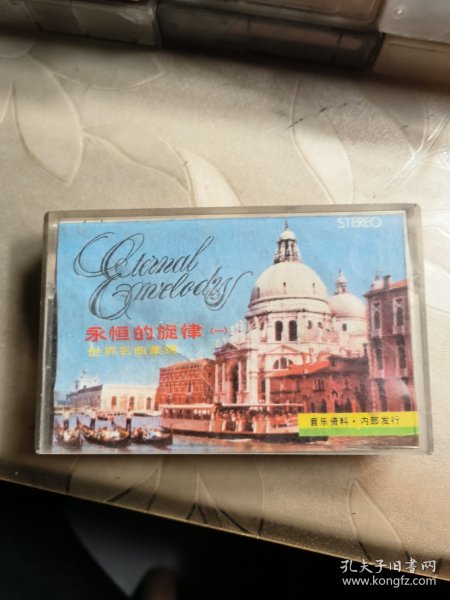 STEREO
Eternal
melodys
永恒的旋律 (一)
世界名曲集锦
音乐资料·内部发行
孔夫子旧书网
www.kongfz.com